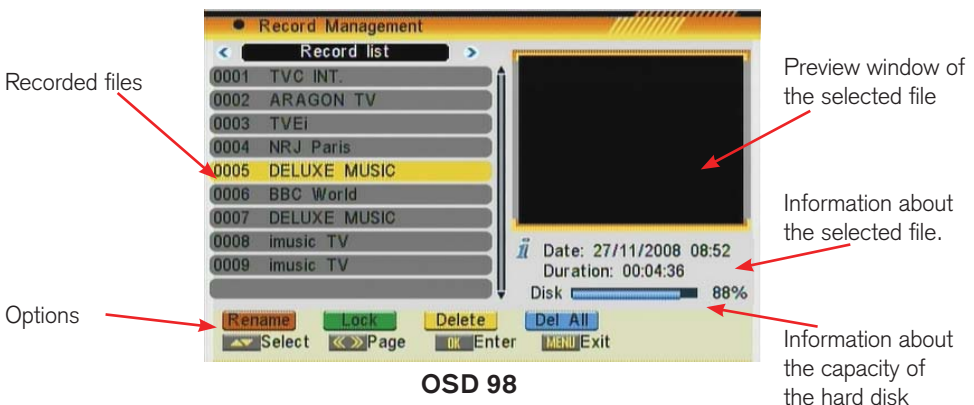 Record Management
Record list
Recorded files
0001 TVC INT.
0002 ARAGON TV
0003 TVEi
0004 NRJ Paris
0005 DELUXE MUSIC
0006 BBC World
0007 DELUXE MUSIC
0008 imusic TV
0009 imusic TV
Preview window of
the selected file
Information about
the selected file.
Date: 27/11/2008 08:52
Duration: 00:04:36
Disk 88%
Options
Rename Lock Delete Del All
Select Page OK Enter MENU Exit
Information about
the capacity of
the hard disk
OSD 98